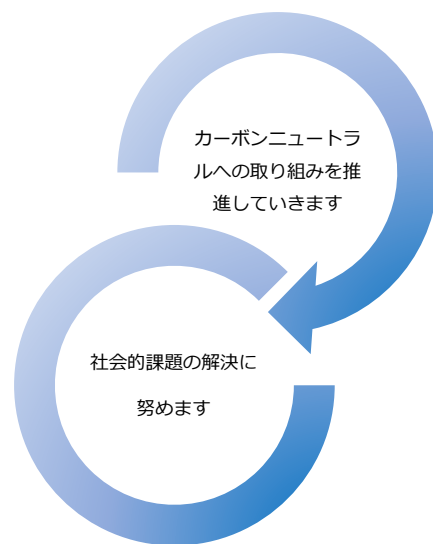 カーボンニュートラ
ルへの取り組みを推
進していきます
社会的課題の解決に
努めます